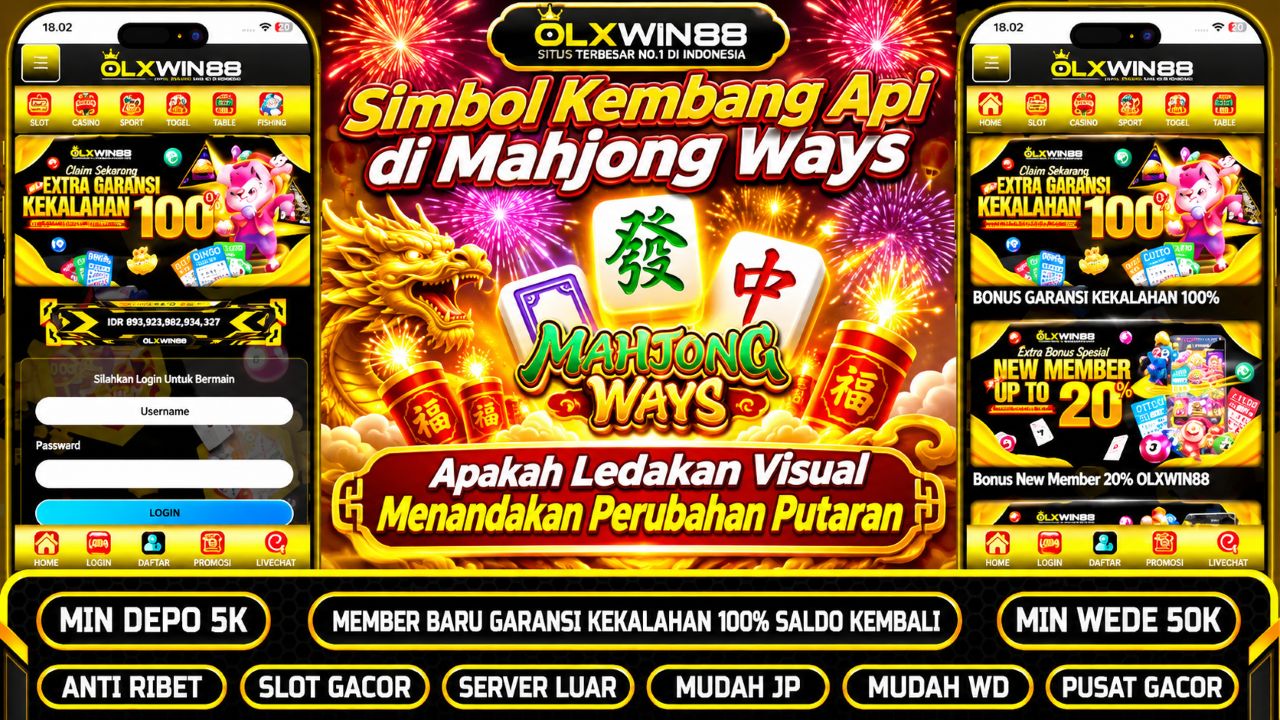 OLXWIN88
SITUS TERBESAR NO.1 DI INDONESIA
Simbol Kembang Api
di Mahjong Ways
發
中
MAHJONG
WAYS
福
福
福
Apakah Ledakan Visual
Menandakan Perubahan Putaran
18.02
20
OLXWIN88
SLOT CASINO SPORT TOGEL TABLE FISHING
OLXWIN88
Claim Sekarang
EXTRA GARANSI
KEKALAHAN 100%
BINGO
IDR 893,923,982,934,327
OLXWIN88
Silahkan Login Untuk Bermain
Username
Passward
LOGIN
HOME LOGIN DAFTAR PROMOSI LIVECHAT
18.02
20
OLXWIN88
HOME SLOT CASINO SPORT TOGEL TABLE
OLXWIN88
Claim Sekarang
EXTRA GARANSI
KEKALAHAN 100%
BONUS GARANSI KEKALAHAN 100%
OLXWIN88
Extra Bonus Spesial
NEW MEMBER
UP TO 20%
Bonus New Member 20% OLXWIN88
OLXWIN88
HOME LOGIN DAFTAR PROMOSI LIVECHAT
MIN DEPO 5K
MEMBER BARU GARANSI KEKALAHAN 100% SALDO KEMBALI
MIN WEDE 50K
ANTI RIBET
SLOT GACOR
SERVER LUAR
MUDAH JP
MUDAH WD
PUSAT GACOR